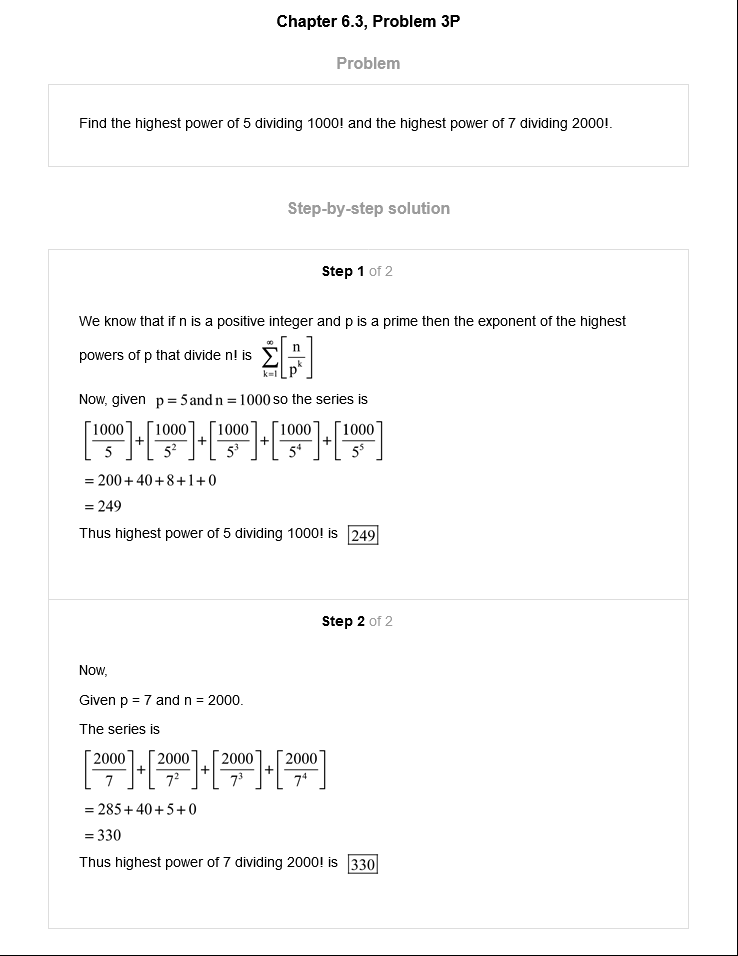 Chapter 6.3, Problem 3P
Problem
Find the highest power of 5 dividing 1000! and the highest power of 7 dividing 2000!.
Step-by-step solution
Step 1 of 2
We know that if n is a positive integer and p is a prime then the exponent of the highest
powers of p that divide n! is \sum_{k=1}^{\infty}\left[\frac{n}{p^k}\right]
Now, given p = 5 and n = 1000 so the series is
\left[\frac{1000}{5}\right]+\left[\frac{1000}{5^2}\right]+\left[\frac{1000}{5^3}\right]+\left[\frac{1000}{5^4}\right]+\left[\frac{1000}{5^5}\right]
= 200+40+8+1+0
= 249
Thus highest power of 5 dividing 1000! is 249
Step 2 of 2
Now,
Given p = 7 and n = 2000.
The series is
\left[\frac{2000}{7}\right]+\left[\frac{2000}{7^2}\right]+\left[\frac{2000}{7^3}\right]+\left[\frac{2000}{7^4}\right]
= 285+40+5+0
= 330
Thus highest power of 7 dividing 2000! is 330